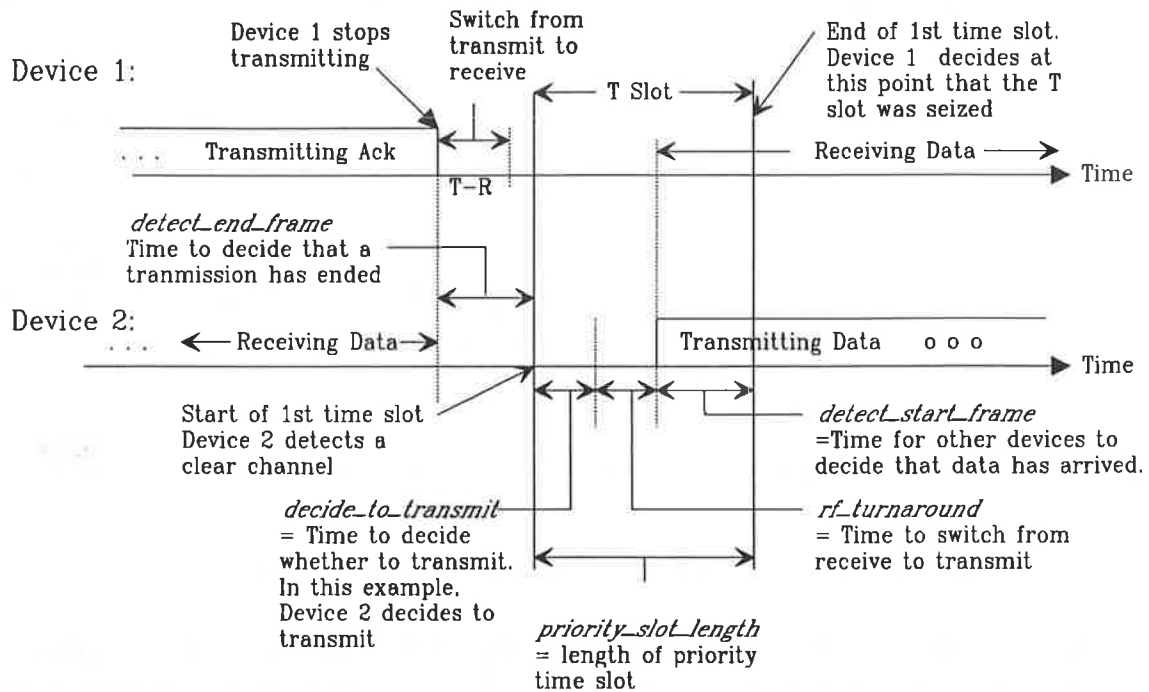 Device 1:
Device 1 stops
transmitting
Switch from
transmit to
receive
T Slot
End of 1st time slot.
Device 1 decides at
this point that the T
slot was seized
. . . Transmitting Ack
T-R
Receiving Data
Time
detect_end_frame
Time to decide that a
tranmission has ended
Device 2:
. . .
Receiving Data
Transmitting Data o o o
Time
Start of 1st time slot
Device 2 detects a
clear channel
detect_start_frame
=Time for other devices to
decide that data has arrived.
decide_to_transmit
= Time to decide
whether to transmit.
In this example,
Device 2 decides to
transmit
rf_turnaround
= Time to switch from
receive to transmit
priority_slot_length
= length of priority
time slot